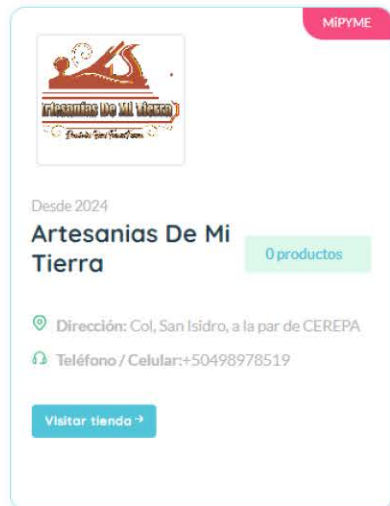 MiPYME
Artesanias De Mi Tierra
Desde 2024
Artesanias De Mi
Tierra
0 productos
Dirección: Col, San Isidro, a la par de CEREPA
Teléfono / Celular:+50498978519
Visitar tienda →